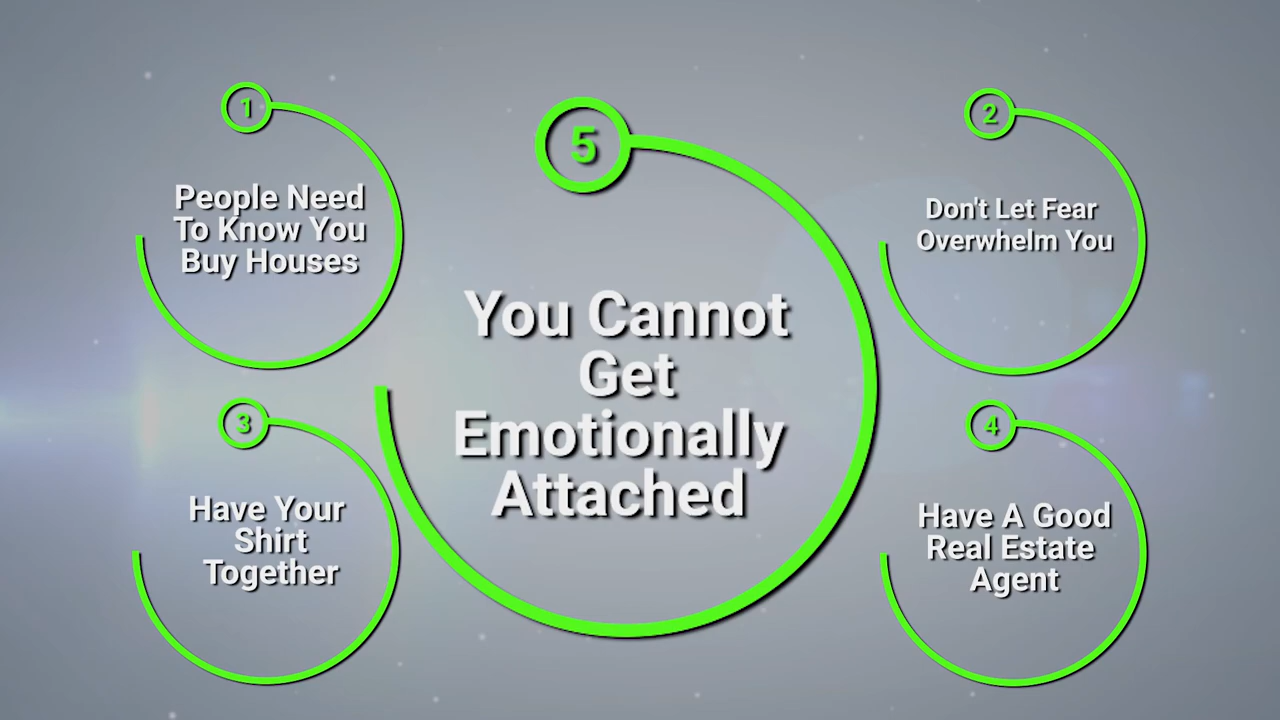 1
People Need
To Know You
Buy Houses
2
Don't Let Fear
Overwhelm You
3
Have Your
Shirt
Together
4
Have A Good
Real Estate
Agent
5
You Cannot
Get
Emotionally
Attached